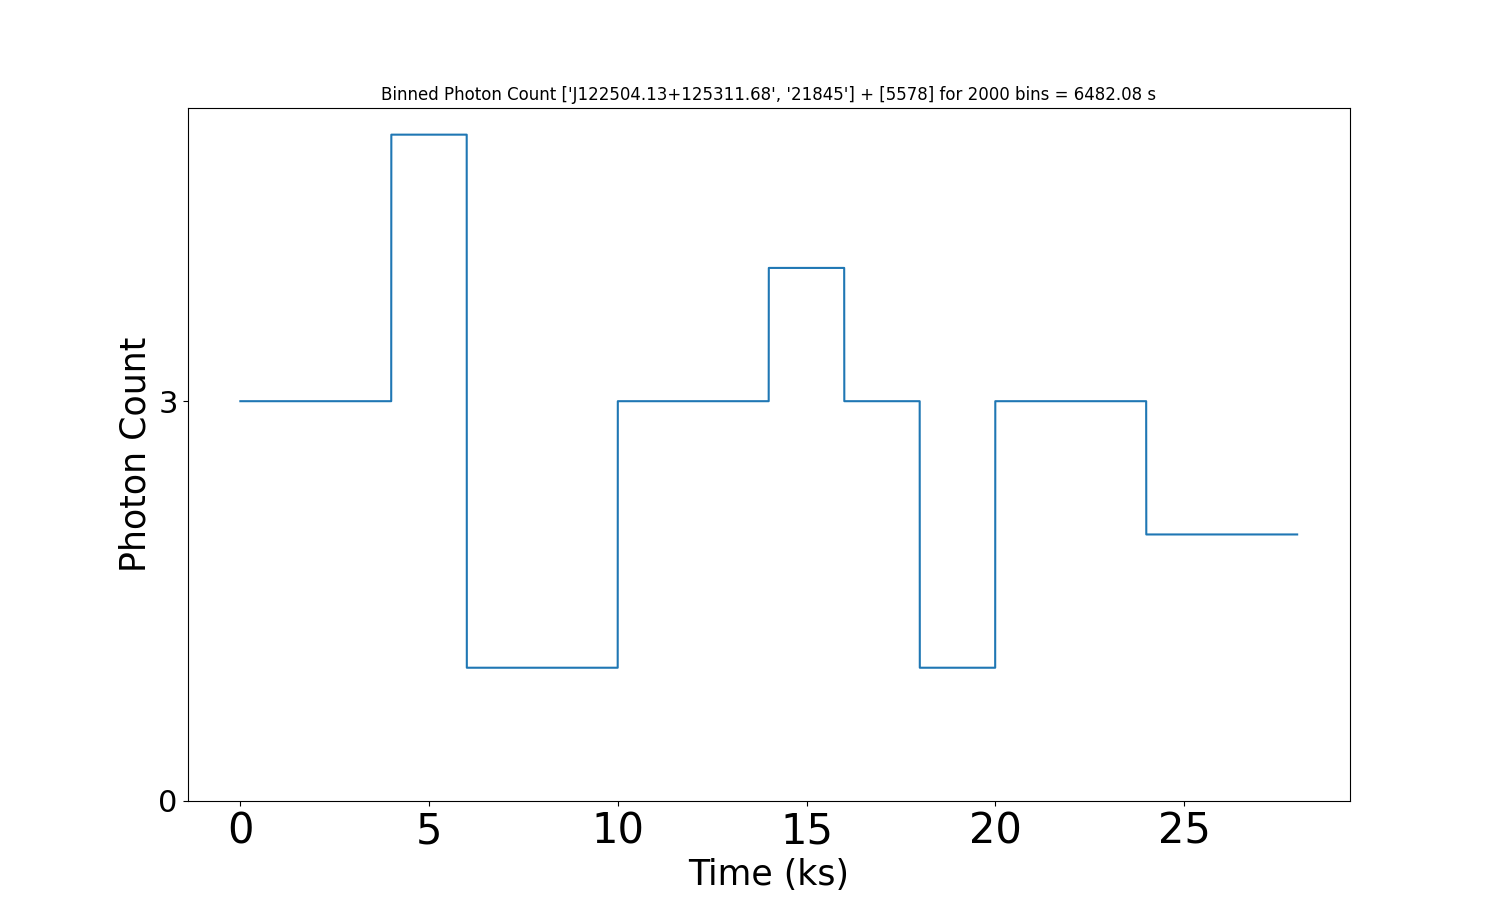 Binned Photon Count ['J122504.13+125311.68', '21845'] + [5578] for 2000 bins = 6482.08 s
Photon Count
3
0
0 5 10 15 20 25
Time (ks)